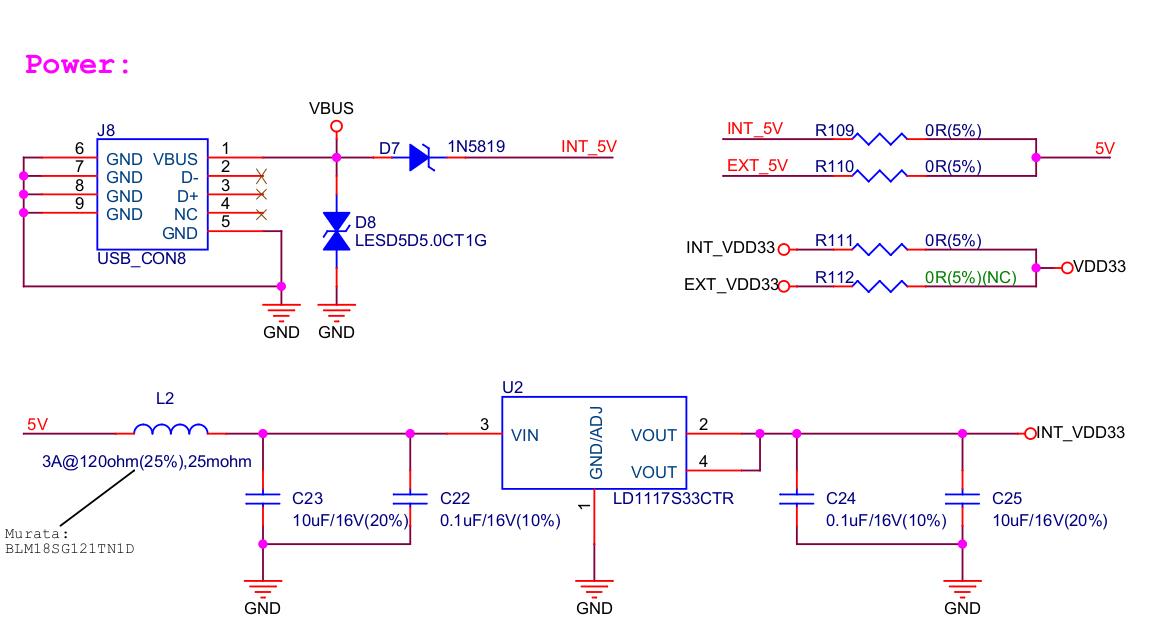 Power:
J8
6 GND VBUS 1
7 GND D- 2
8 GND D+ 3
9 GND NC 4
GND 5
USB_CON8
GND
VBUS
D7 1N5819 INT_5V
D8
LESD5D5.0CT1G
GND
INT_5V R109 0R(5%)
5V
EXT_5V R110 0R(5%)
INT_VDD33 R111 0R(5%)
VDD33
EXT_VDD33 R112 0R(5%)(NC)
5V
L2
3A@120ohm(25%),25mohm
Murata:
BLM18SG121TN1D
C23
10uF/16V(20%)
C22
0.1uF/16V(10%)
GND
U2
3 VIN
GND/ADJ
VOUT 2
VOUT 4
1
LD1117S33CTR
GND
C24
0.1uF/16V(10%)
C25
10uF/16V(20%)
INT_VDD33
GND